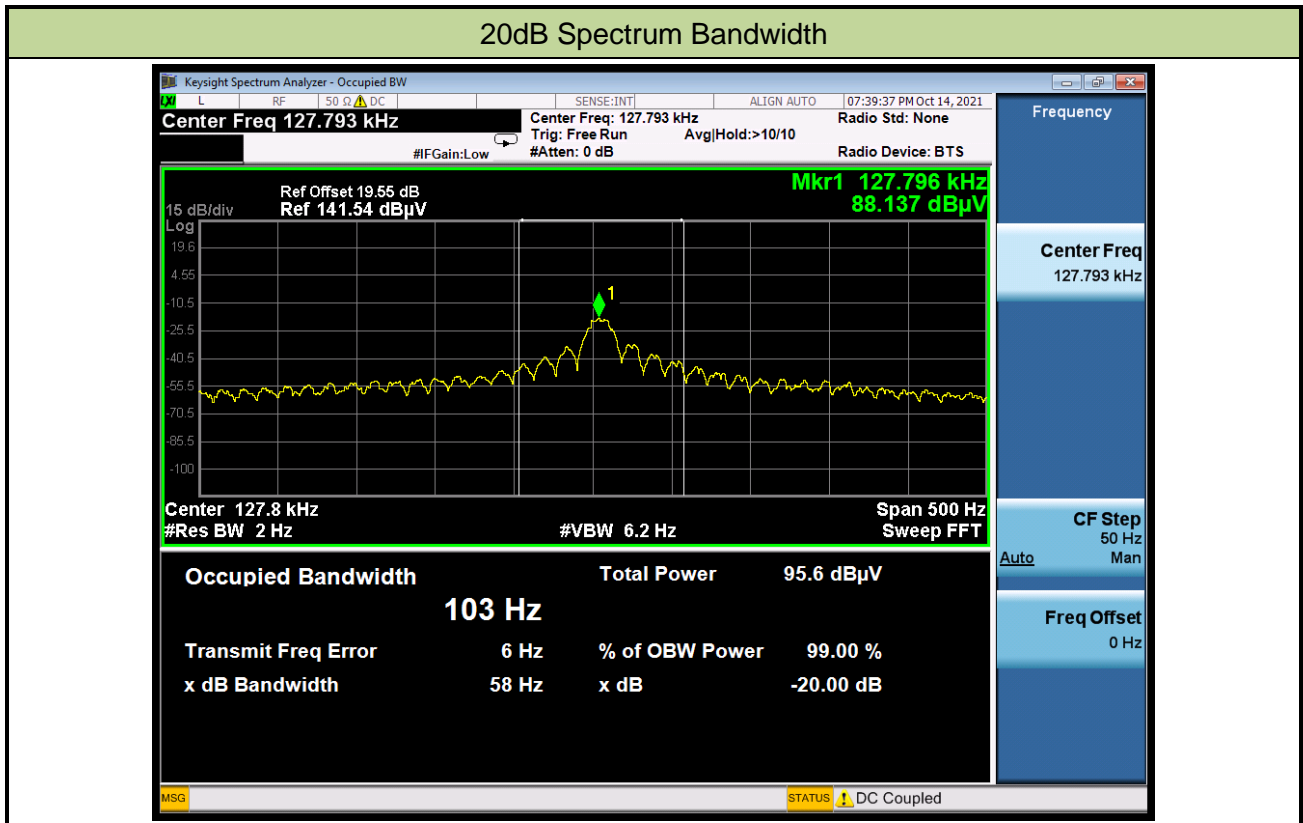 20dB Spectrum Bandwidth
Keysight Spectrum Analyzer - Occupied BW
LXI L RF 50 Ω DC SENSE:INT ALIGN AUTO 07:39:37 PM Oct 14, 2021
Center Freq 127.793 kHz Center Freq: 127.793 kHz Radio Std: None
Trig: Free Run Avg|Hold:>10/10
#IFGain:Low #Atten: 0 dB Radio Device: BTS
Frequency
Mkr1 127.796 kHz
88.137 dBµV
Ref Offset 19.55 dB
15 dB/div Ref 141.54 dBµV
Log
19.6
4.55
-10.5
-25.5
-40.5
-55.5
-70.5
-85.5
-100
1
Center 127.8 kHz Span 500 Hz
#Res BW 2 Hz #VBW 6.2 Hz Sweep FFT
Occupied Bandwidth Total Power 95.6 dBµV
103 Hz
Transmit Freq Error 6 Hz % of OBW Power 99.00 %
x dB Bandwidth 58 Hz x dB -20.00 dB
Center Freq
127.793 kHz
CF Step
50 Hz
Auto Man
Freq Offset
0 Hz
MSG STATUS DC Coupled